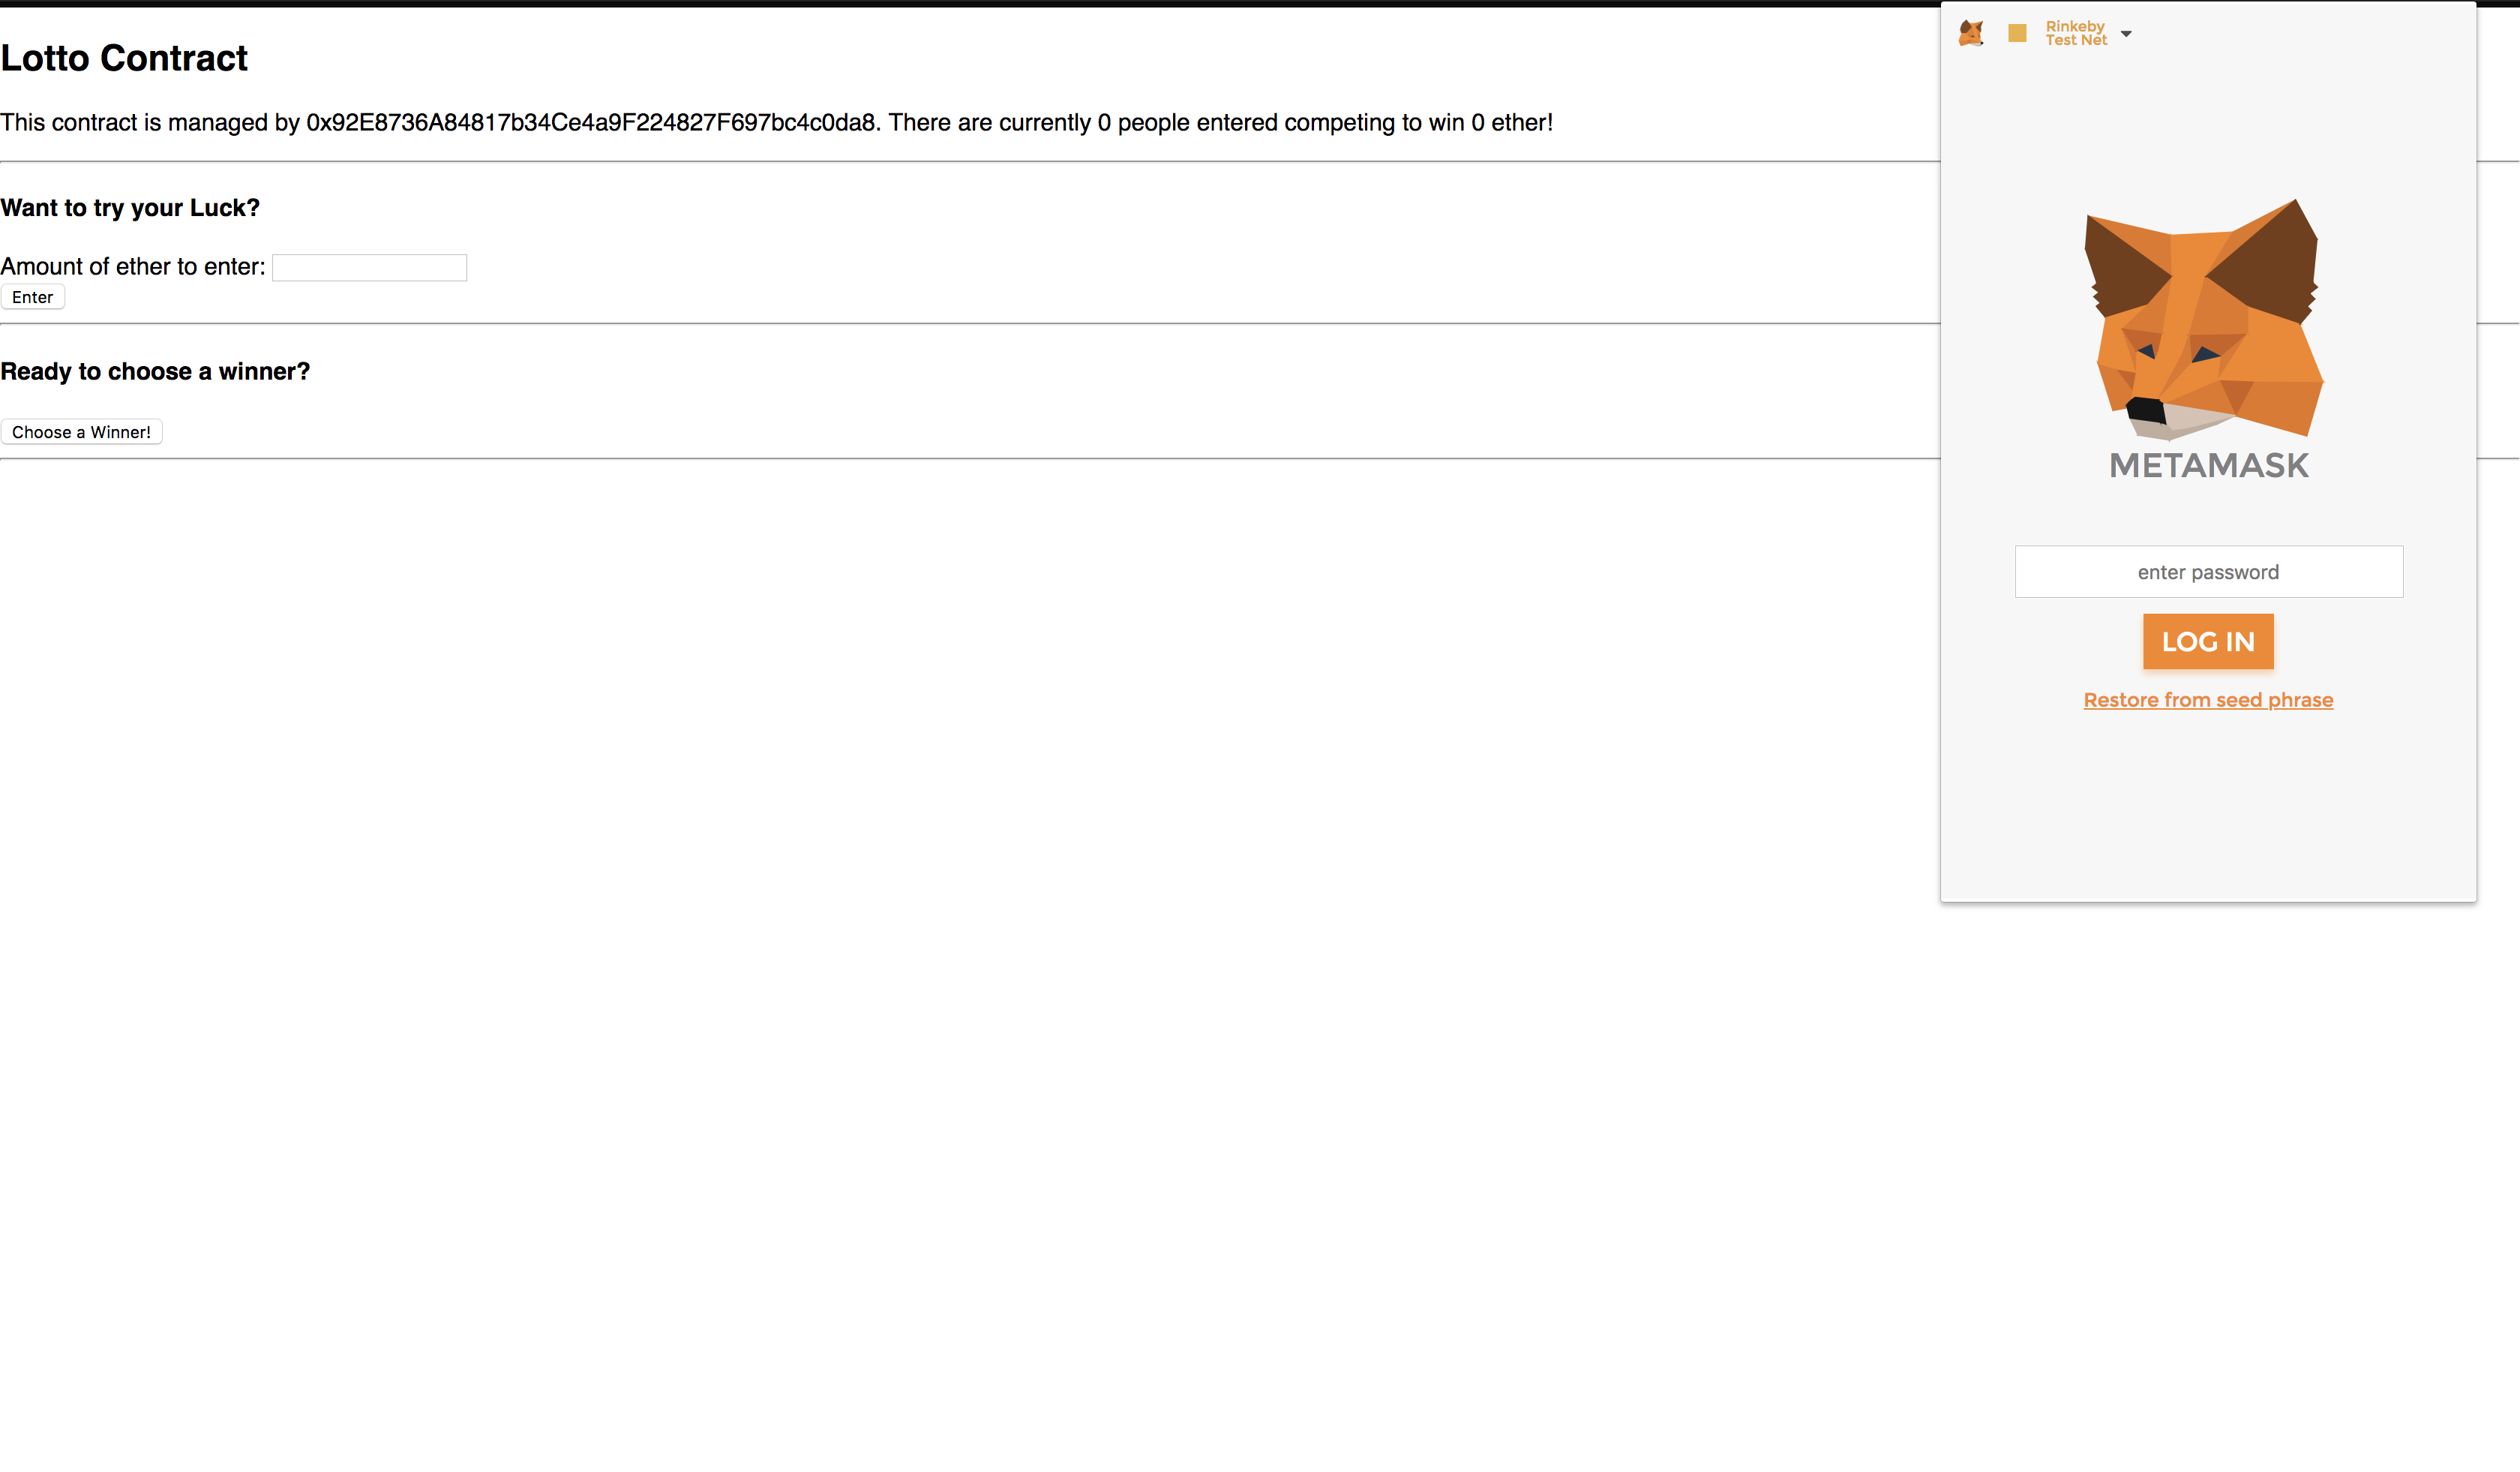 Lotto Contract
This contract is managed by 0x92E8736A84817b34Ce4a9F224827F697bc4c0da8. There are currently 0 people entered competing to win 0 ether!
Want to try your Luck?
Amount of ether to enter:
Enter
Ready to choose a winner?
Choose a Winner!
Rinkeby
Test Net
METAMASK
enter password
LOG IN
Restore from seed phrase